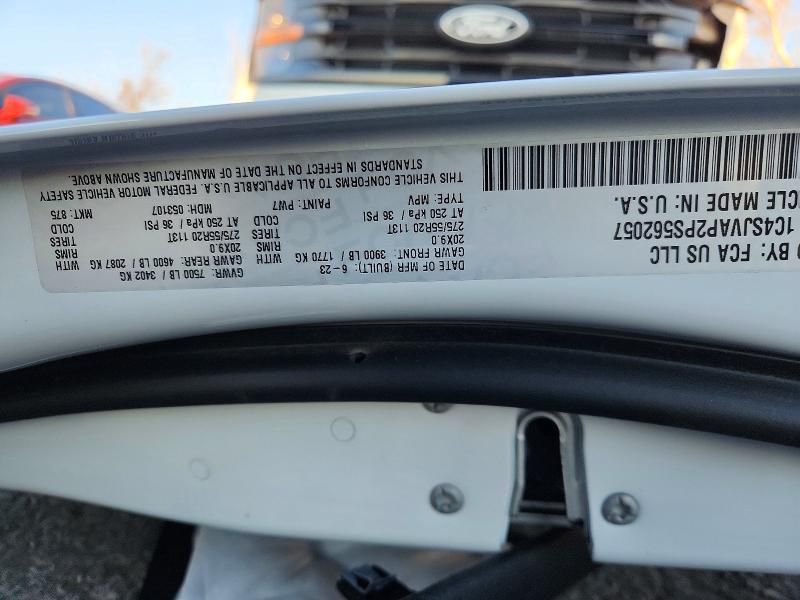 Ford
D BY: FCA US LLC
1C4SJVAP2PS562057
ICLE MADE IN: U.S.A.
DATE OF MFR (BUILT): 6-23 GVWR: 7500 LB / 3402 KG
GAWR FRONT: 3900 LB / 1770 KG WITH GAWR REAR: 4600 LB / 2087 KG WITH
20X9.0 RIMS 20X9.0 RIMS
275/55R20 113T TIRES 275/55R20 113T TIRES
AT 250 kPa / 36 PSI COLD AT 250 kPa / 36 PSI COLD
TYPE: MPV PAINT: PW7 MDH: 053107 MKT: 875
THIS VEHICLE CONFORMS TO ALL APPLICABLE U.S.A. FEDERAL MOTOR VEHICLE SAFETY
STANDARDS IN EFFECT ON THE DATE OF MANUFACTURE SHOWN ABOVE.